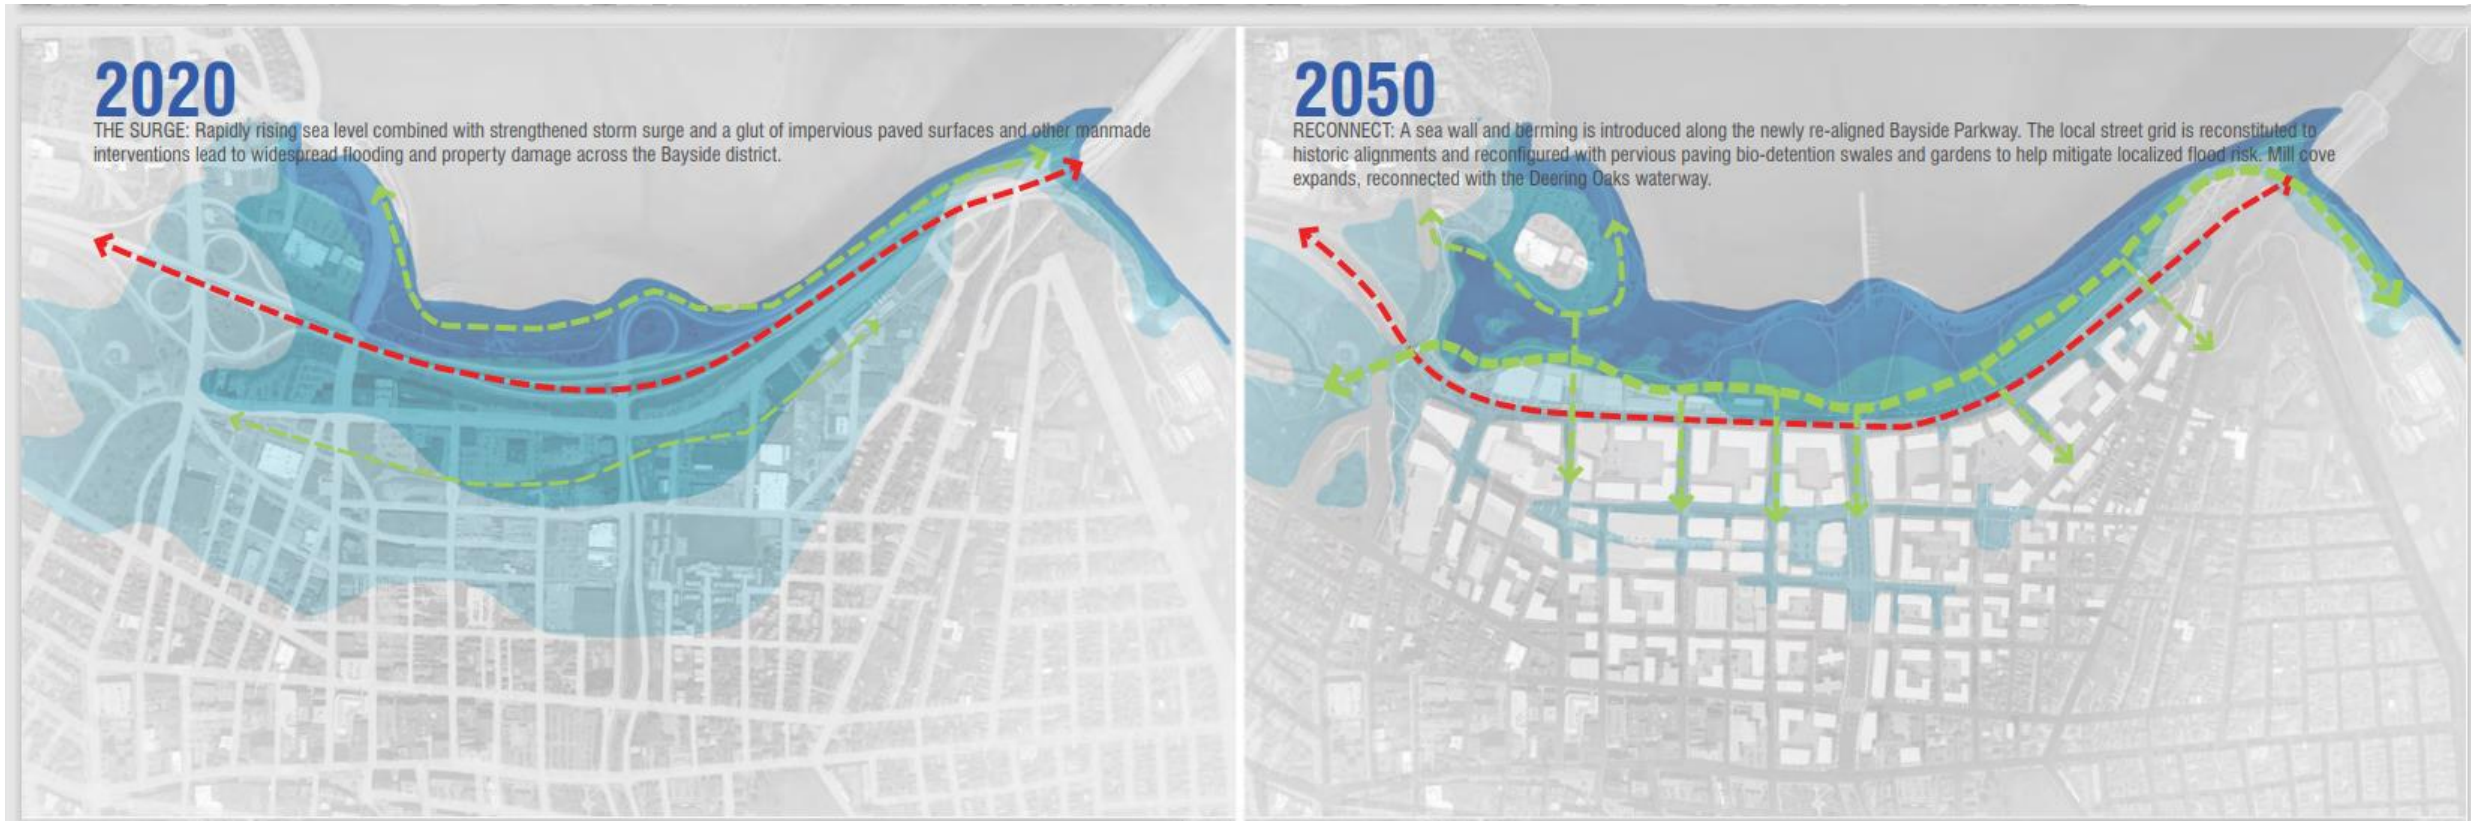 2020
THE SURGE: Rapidly rising sea level combined with strengthened storm surge and a glut of impervious paved surfaces and other manmade
interventions lead to widespread flooding and property damage across the Bayside district.
2050
RECONNECT: A sea wall and berming is introduced along the newly re-aligned Bayside Parkway. The local street grid is reconstituted to
historic alignments and reconfigured with pervious paving bio-detention swales and gardens to help mitigate localized flood risk. Mill cove
expands, reconnected with the Deering Oaks waterway.